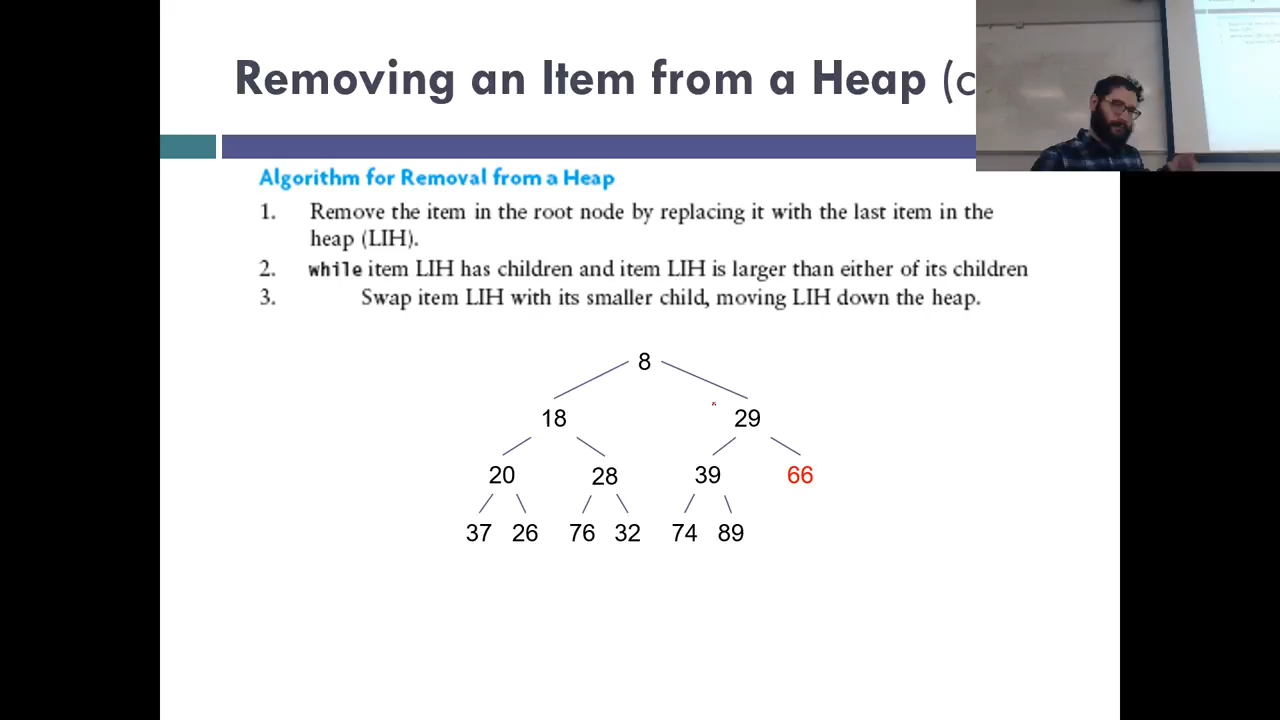 Removing an Item from a Heap (c
Algorithm for Removal from a Heap
1. Remove the item in the root node by replacing it with the last item in the
heap (LIH).
2. while item LIH has children and item LIH is larger than either of its children
3. Swap item LIH with its smaller child, moving LIH down the heap.
8
18 29
20 28 39 66
37 26 76 32 74 89